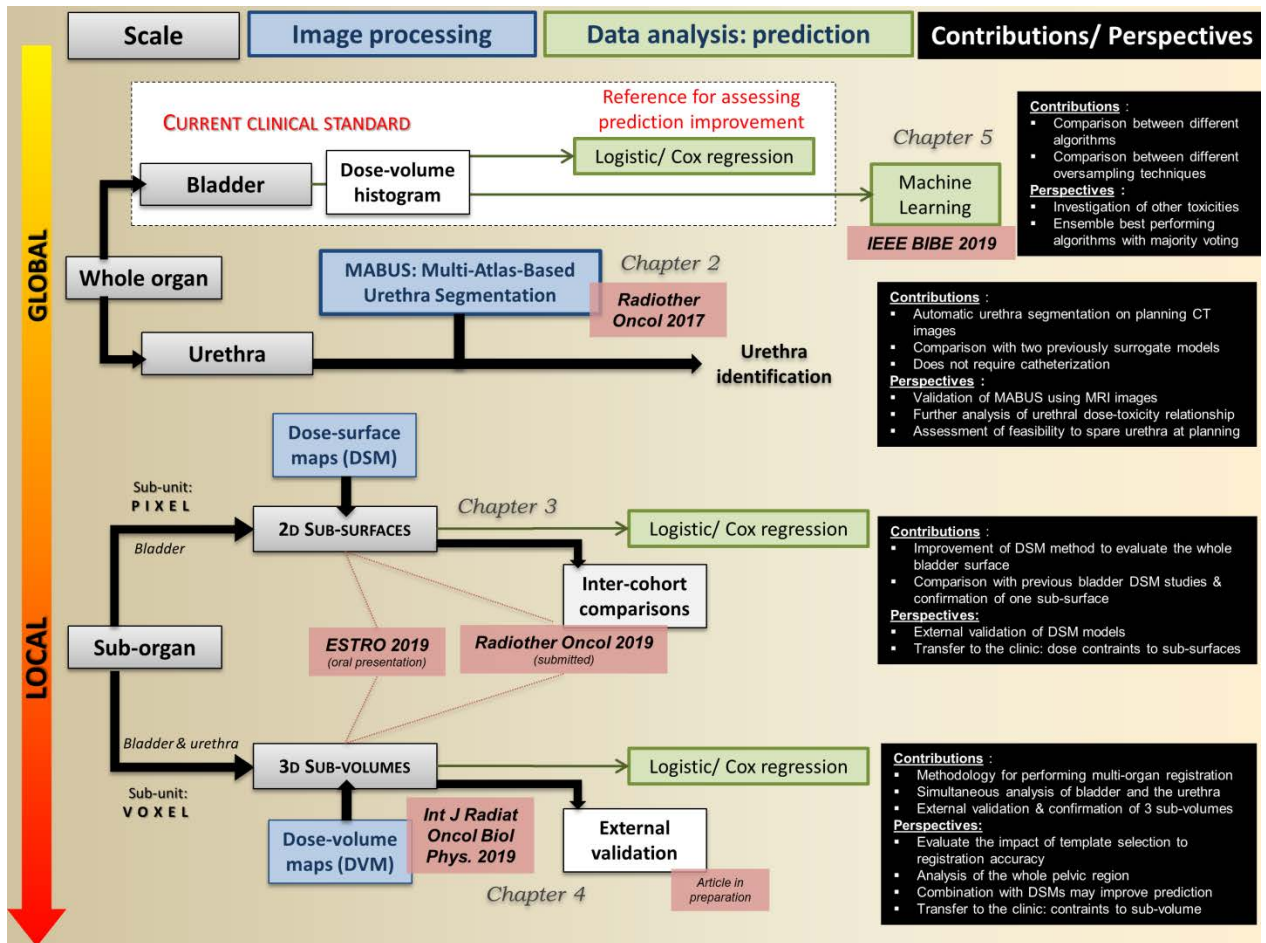 Scale
Image processing
Data analysis: prediction
Contributions/ Perspectives
GLOBAL
LOCAL
CURRENT CLINICAL STANDARD
Reference for assessing
prediction improvement
Bladder
Dose-volume
histogram
Logistic/ Cox regression
Chapter 5
Machine
Learning
IEEE BIBE 2019
Contributions :
▪ Comparison between different
algorithms
▪ Comparison between different
oversampling techniques
Perspectives :
▪ Investigation of other toxicities
▪ Ensemble best performing
algorithms with majority voting
Whole organ
MABUS: Multi-Atlas-Based
Urethra Segmentation
Chapter 2
Radiother
Oncol 2017
Urethra
Urethra
identification
Contributions :
▪ Automatic urethra segmentation on planning CT
images
▪ Comparison with two previously surrogate models
▪ Does not require catheterization
Perspectives :
▪ Validation of MABUS using MRI images
▪ Further analysis of urethral dose-toxicity relationship
▪ Assessment of feasibility to spare urethra at planning
Dose-surface
maps (DSM)
Sub-unit:
PIXEL
Bladder
2D SUB-SURFACES
Chapter 3
Logistic/ Cox regression
Inter-cohort
comparisons
Contributions :
▪ Improvement of DSM method to evaluate the whole
bladder surface
▪ Comparison with previous bladder DSM studies &
confirmation of one sub-surface
Perspectives:
▪ External validation of DSM models
▪ Transfer to the clinic: dose contraints to sub-surfaces
Sub-organ
ESTRO 2019
(oral presentation)
Radiother Oncol 2019
(submitted)
Bladder & urethra
Sub-unit:
VOXEL
3D SUB-VOLUMES
Logistic/ Cox regression
Dose-volume
maps (DVM)
Int J Radiat
Oncol Biol
Phys. 2019
External
validation
Chapter 4
Article in
preparation
Contributions :
▪ Methodology for performing multi-organ registration
▪ Simultaneous analysis of bladder and the urethra
▪ External validation & confirmation of 3 sub-volumes
Perspectives:
▪ Evaluate the impact of template selection to
registration accuracy
▪ Analysis of the whole pelvic region
▪ Combination with DSMs may improve prediction
▪ Transfer to the clinic: contraints to sub-volume